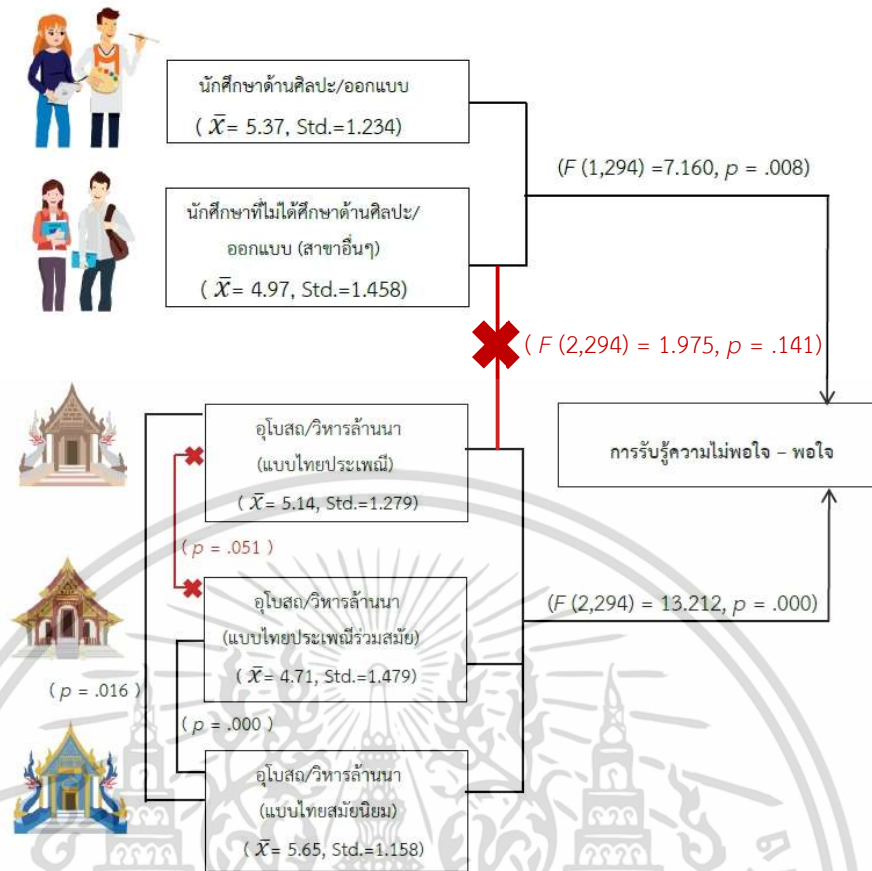 นักศึกษาด้านศิลปะ/ออกแบบ
( x̄ = 5.37, Std.=1.234)
(F (1,294) =7.160, p = .008)
นักศึกษาที่ไม่ได้ศึกษาด้านศิลปะ/
ออกแบบ (สาขาอื่นๆ)
( x̄ = 4.97, Std.=1.458)
( F (2,294) = 1.975, p = .141)
อุโบสถ/วิหารล้านนา
(แบบไทยประเพณี)
( x̄ = 5.14, Std.=1.279)
การรับรู้ความไม่พอใจ – พอใจ
( p = .051 )
อุโบสถ/วิหารล้านนา
(แบบไทยประเพณีร่วมสมัย)
( x̄ = 4.71, Std.=1.479)
(F (2,294) = 13.212, p = .000)
( p = .016 )
( p = .000 )
อุโบสถ/วิหารล้านนา
(แบบไทยสมัยนิยม)
( x̄ = 5.65, Std.=1.158)